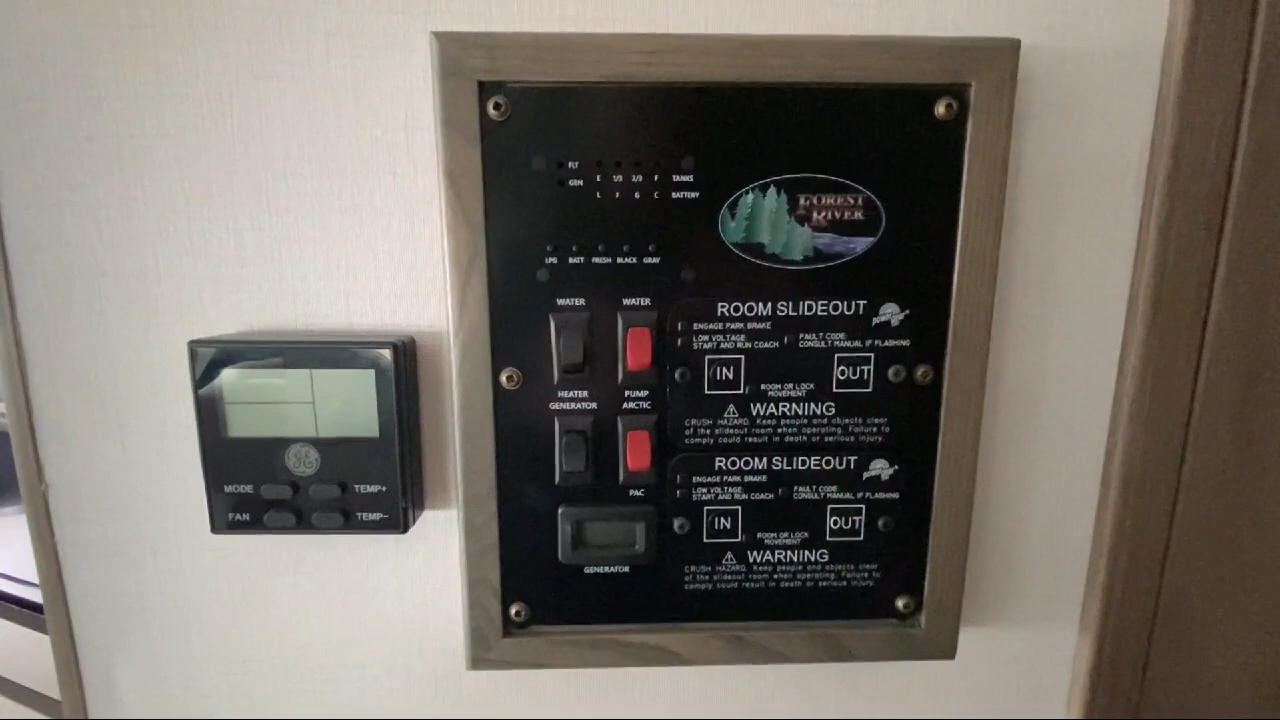 FLT
E 1/3 2/3 F TANKS
GEN
L F G C BATTERY
FOREST
RIVER
LPG BATT FRESH BLACK GRAY
WATER WATER
HEATER PUMP
GENERATOR ARCTIC
PAC
GENERATOR
ROOM SLIDEOUT
ENGAGE PARK BRAKE
LOW VOLTAGE: FAULT CODE:
START AND RUN COACH CONSULT MANUAL IF FLASHING
IN OUT
ROOM OR LOCK
MOVEMENT
WARNING
CRUSH HAZARD. Keep people and objects clear
of the slideout room when operating. Failure to
comply could result in death or serious injury.
ROOM SLIDEOUT
ENGAGE PARK BRAKE
LOW VOLTAGE: FAULT CODE:
START AND RUN COACH CONSULT MANUAL IF FLASHING
IN OUT
ROOM OR LOCK
MOVEMENT
WARNING
CRUSH HAZARD. Keep people and objects clear
of the slideout room when operating. Failure to
comply could result in death or serious injury.
GE
MODE TEMP+
FAN TEMP-